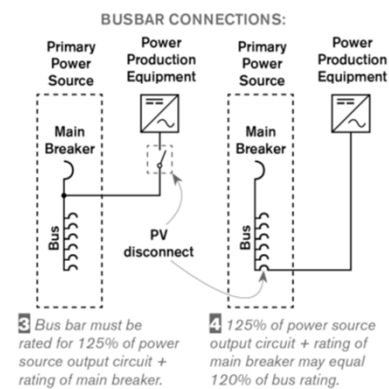 BUSBAR CONNECTIONS:
Primary
Power
Source
Power
Production
Equipment
Main
Breaker
Bus
PV
disconnect
Primary
Power
Source
Power
Production
Equipment
Main
Breaker
Bus
3 Bus bar must be
rated for 125% of power
source output circuit +
rating of main breaker.
4 125% of power source
output circuit + rating of
main breaker may equal
120% of bus rating.